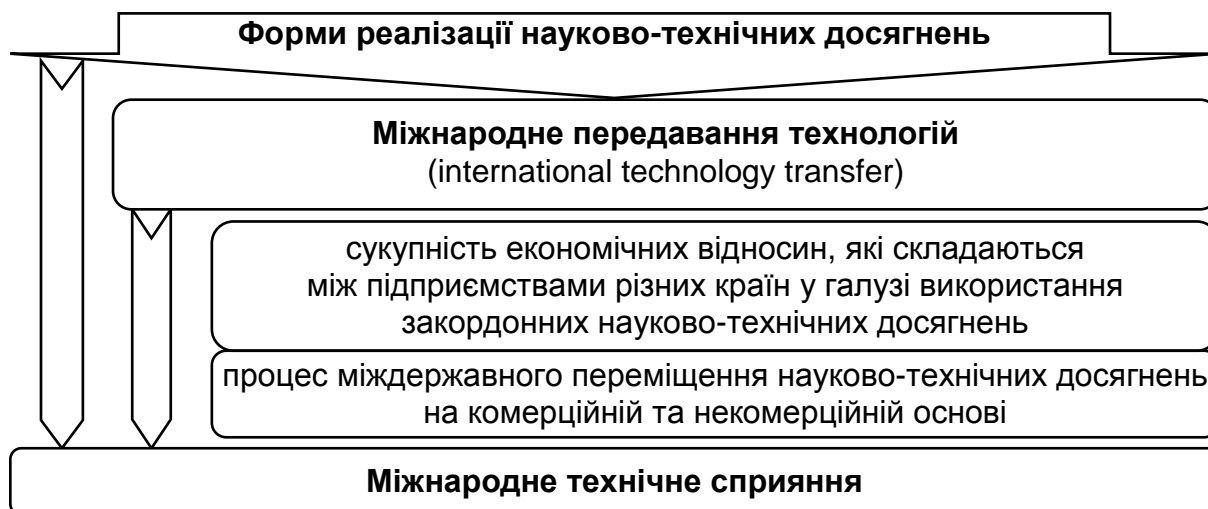 Форми реалізації науково-технічних досягнень
Міжнародне передавання технологій
(international technology transfer)
сукупність економічних відносин, які складаються
між підприємствами різних країн у галузі використання
закордонних науково-технічних досягнень
процес міждержавного переміщення науково-технічних досягнень
на комерційній та некомерційній основі
Міжнародне технічне сприяння